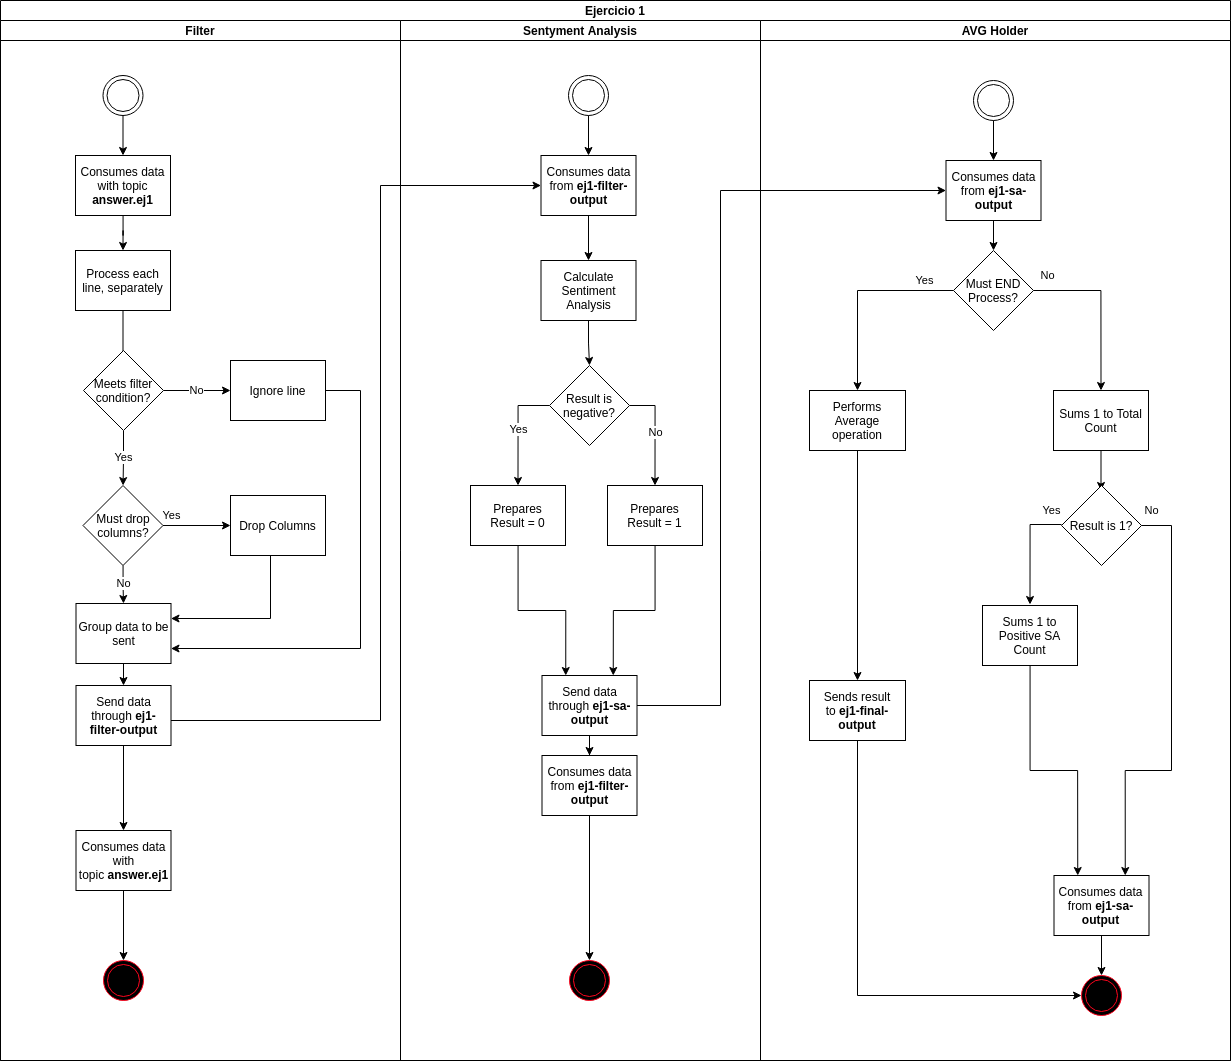 Ejercicio 1
Filter
Sentyment Analysis
AVG Holder
Consumes data
with topic
answer.ej1
Process each
line, separately
Meets filter
condition?
No
Ignore line
Yes
Must drop
columns?
Yes
Drop Columns
No
Group data to be
sent
Send data
through ej1-
filter-output
Consumes data
with
topic answer.ej1
Consumes data
from ej1-filter-
output
Calculate
Sentiment
Analysis
Result is
negative?
Yes
No
Prepares
Result = 0
Prepares
Result = 1
Send data
through ej1-sa-
output
Consumes data
from ej1-filter-
output
Consumes data
from ej1-sa-
output
Must END
Process?
Yes
No
Performs
Average
operation
Sums 1 to Total
Count
Result is 1?
Yes
No
Sums 1 to
Positive SA
Count
Sends result
to ej1-final-
output
Consumes data
from ej1-sa-
output